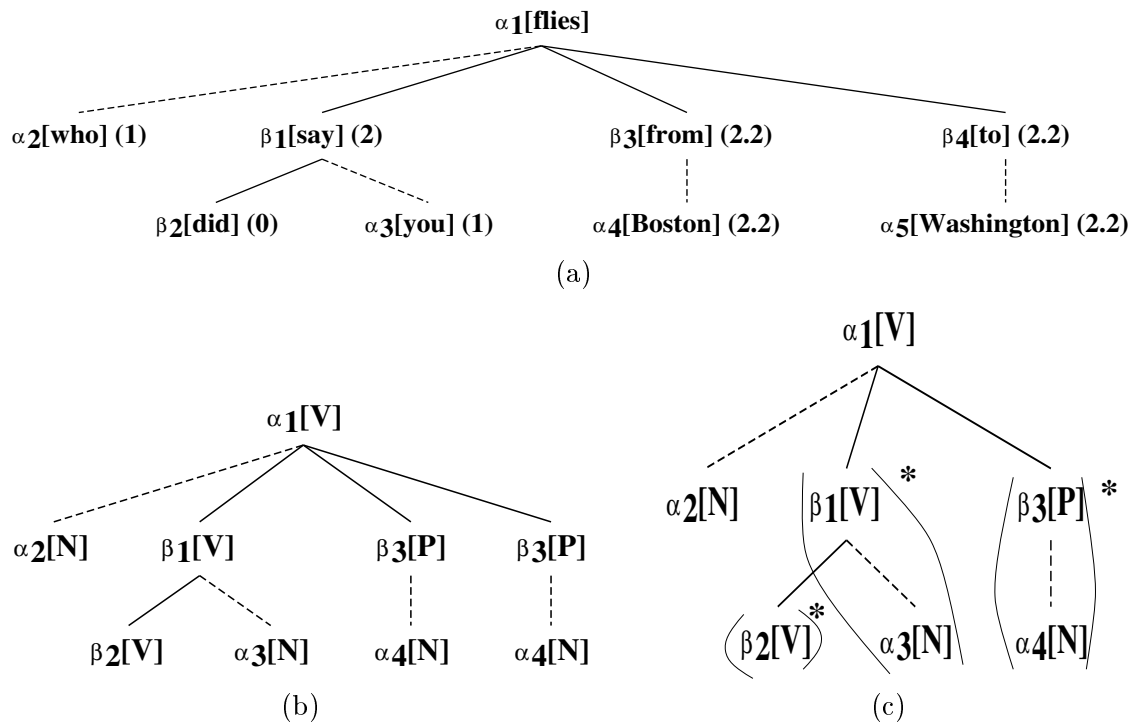 α1[flies]
α2[who] (1) β1[say] (2) β3[from] (2.2) β4[to] (2.2)
β2[did] (0) α3[you] (1) α4[Boston] (2.2) α5[Washington] (2.2)
(a)
α1[V]
α2[N] β1[V] β3[P] β3[P]
β2[V] α3[N] α4[N] α4[N]
(b)
α1[V]
α2[N] β1[V] * β3[P] *
β2[V] * α3[N] α4[N]
(c)